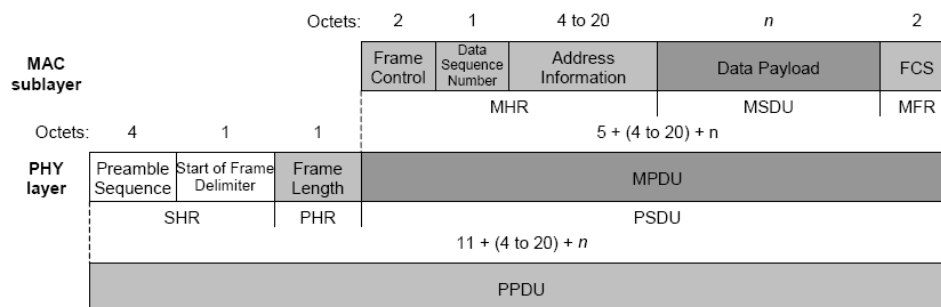 Octets: 2 1 4 to 20 n 2
MAC sublayer
Frame Control
Data Sequence Number
Address Information
Data Payload
FCS
MHR MSDU MFR
Octets: 4 1 1 5 + (4 to 20) + n
PHY layer
Preamble Sequence
Start of Frame Delimiter
Frame Length
MPDU
SHR PHR PSDU
11 + (4 to 20) + n
PPDU